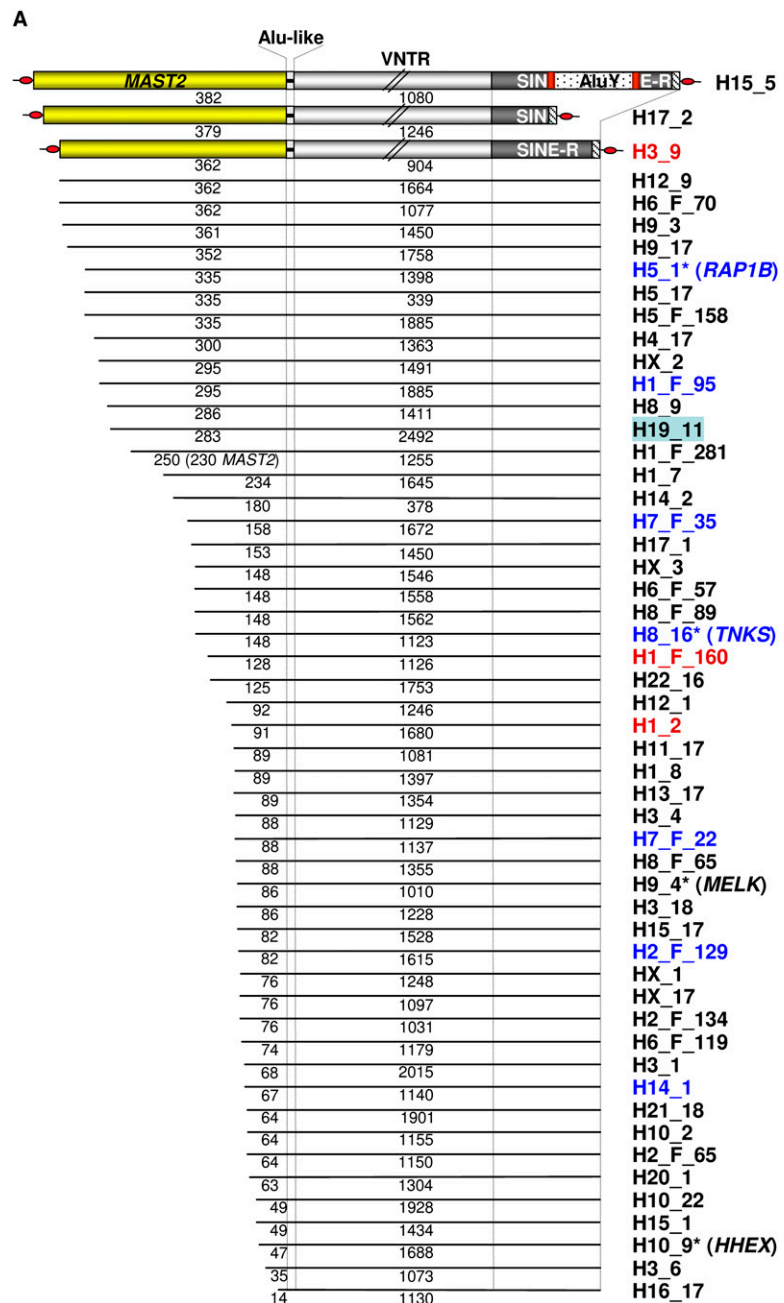 A
Alu-like
VNTR
MAST2 SIN AluY E-R H15_5
382 1080
SIN H17_2
379 1246
SINE-R H3_9
362 904
H12_9
362 1664
H6_F_70
362 1077
H9_3
361 1450
H9_17
352 1758
H5_1* (RAP1B)
335 1398
H5_17
335 339
H5_F_158
335 1885
H4_17
300 1363
HX_2
295 1491
H1_F_95
295 1885
H8_9
286 1411
H19_11
283 2492
H1_F_281
250 (230 MAST2) 1255
H1_7
234 1645
H14_2
180 378
H7_F_35
158 1672
H17_1
153 1450
HX_3
148 1546
H6_F_57
148 1558
H8_F_89
148 1562
H8_16* (TNKS)
148 1123
H1_F_160
128 1126
H22_16
125 1753
H12_1
92 1246
H1_2
91 1680
H11_17
89 1081
H1_8
89 1397
H13_17
89 1354
H3_4
88 1129
H7_F_22
88 1137
H8_F_65
88 1355
H9_4* (MELK)
86 1010
H3_18
86 1228
H15_17
82 1528
H2_F_129
82 1615
HX_1
76 1248
HX_17
76 1097
H2_F_134
76 1031
H6_F_119
74 1179
H3_1
68 2015
H14_1
67 1140
H21_18
64 1901
H10_2
64 1155
H2_F_65
64 1150
H20_1
63 1304
H10_22
49 1928
H15_1
49 1434
H10_9* (HHEX)
47 1688
H3_6
35 1073
H16_17
14 1130